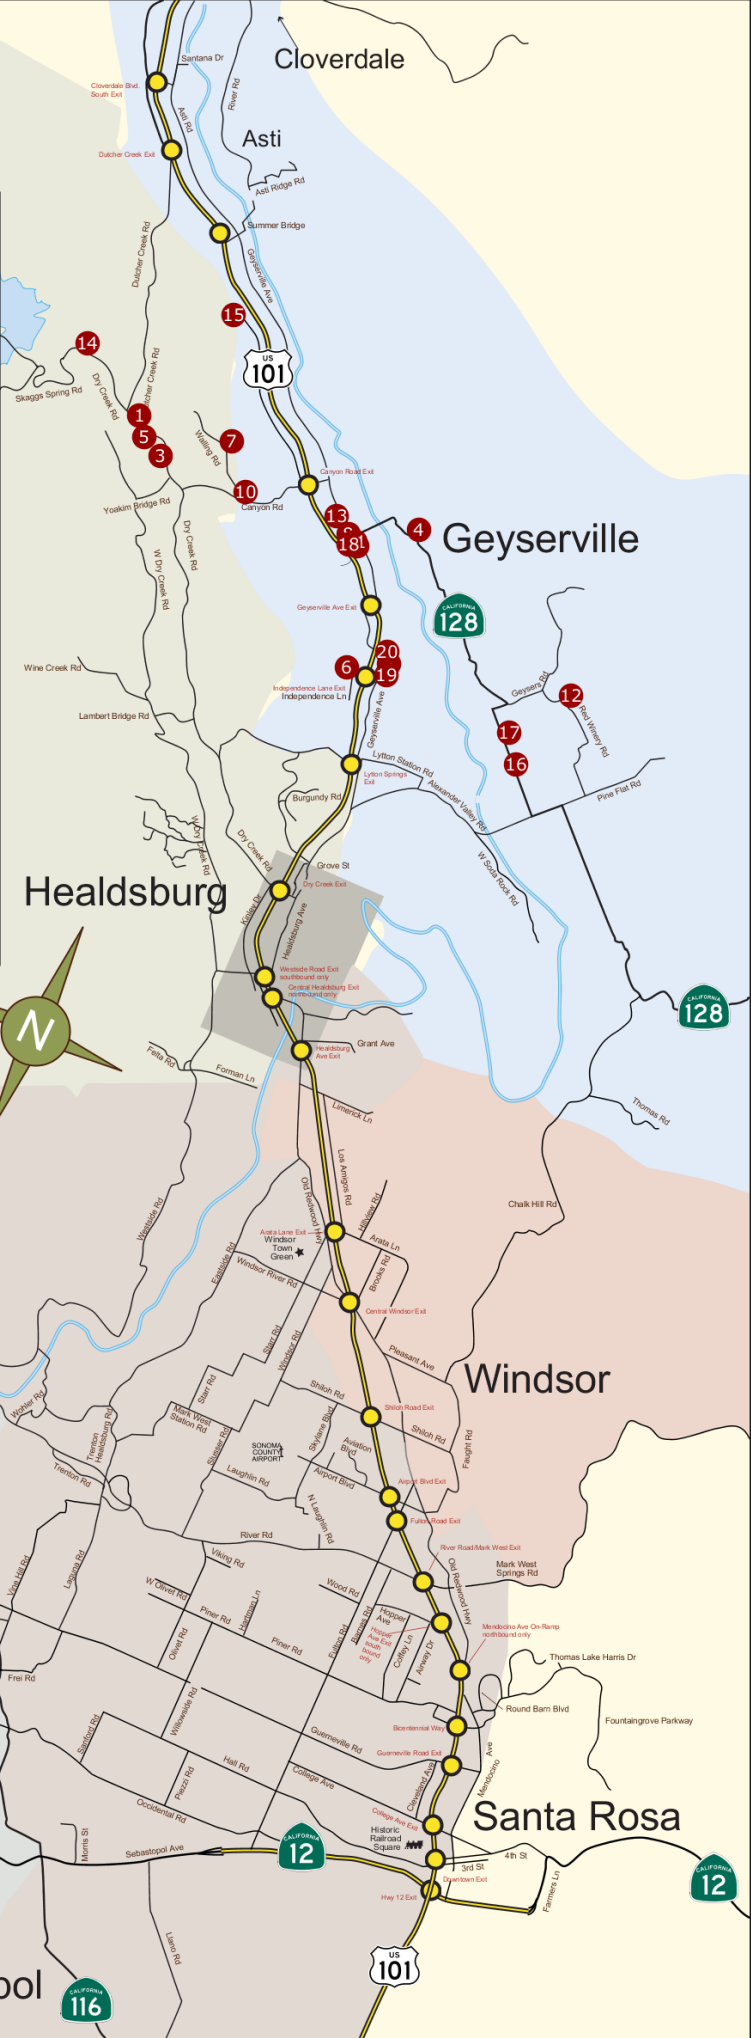 Cloverdale
Santana Dr
Cloverdale Blvd.
South Exit
River Rd
Asti Rd
Asti
Dutcher Creek Exit
Asti Ridge Rd
Summer Bridge
Dutcher Creek Rd
Geyserville Ave
15
14
US
101
Dutcher Creek Rd
Skaggs Spring Rd
Dry Creek Rd
1
5
3
7
Walling Rd
Canyon Road Exit
10
Yoakim Bridge Rd
Canyon Rd
13
18
4
Geyserville
Dry Creek Rd
W Dry Creek Rd
Geyserville Ave Exit
CALIFORNIA
128
20
6
19
Wine Creek Rd
Independence Lane Exit
Independence Ln
Geysers Rd
12
Lambert Bridge Rd
Geyserville Ave
Red Winery Rd
17
16
Lytton Station Rd
Lytton Springs
Exit
Alexander Valley Rd
Burgundy Rd
Pine Flat Rd
W Dry Creek Rd
Dry Creek Rd
Grove St
W Soda Rock Rd
Dry Creek Exit
Healdsburg
Kinley Dr
Healdsburg Ave
Westside Road Exit
southbound only
Central Healdsburg Exit
northbound only
CALIFORNIA
128
N
Grant Ave
Healdsburg
Ave Exit
Felta Rd
Forman Ln
Limerick Ln
Thomas Rd
Los Amigos Rd
Old Redwood Hwy
Hillview Rd
Chalk Hill Rd
Westside Rd
Arata Lane Exit
Windsor
Town
Green
Arata Ln
Eastside Rd
Windsor River Rd
Brooks Rd
Central Windsor Exit
Starr Rd
Windsor Rd
Pleasant Ave
Windsor
Starr Rd
Shiloh Rd
Wohler Rd
Mark West
Station Rd
Shiloh Road Exit
Trenton
Healdsburg Rd
Slusser Rd
Skylane Blvd
Shiloh Rd
Faught Rd
SONOMA
COUNTY
AIRPORT
Aviation
Blvd
Trenton Rd
Laughlin Rd
Airport Blvd
Airport Blvd Exit
N Laughlin Rd
Fulton Road Exit
River Rd
River Road/Mark West Exit
Vine Hill Rd
Laguna Rd
Viking Rd
Old Redwood Hwy
Mark West
Springs Rd
W Olivet Rd
Hartman Ln
Wood Rd
Piner Rd
Barnes Rd
Hopper
Ave
Hopper
Ave Exit
south
bound
only
Coffey Ln
Airway Dr
Mendocino Ave On-Ramp
northbound only
Olivet Rd
Piner Rd
Fulton Rd
Thomas Lake Harris Dr
Frei Rd
Round Barn Blvd
Fountaingrove Parkway
Willowside Rd
Sanford Rd
Guerneville Rd
Bicentennial Way
Guerneville Road Exit
Mendocino Ave
Hall Rd
Piezzi Rd
College Ave
Cleveland Ave
Occidental Rd
College Ave Exit
Santa Rosa
Historic
Railroad
Square
Morris St
Sebastopol Ave
CALIFORNIA
12
3rd St
4th St
Downtown Exit
Farmers Ln
CALIFORNIA
12
Hwy 12 Exit
Llano Rd
US
101
pol
CALIFORNIA
116